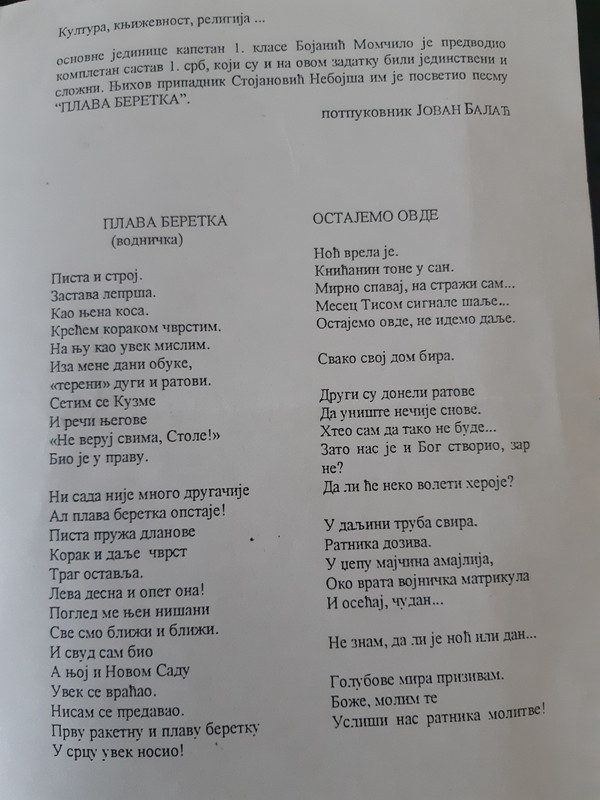 Култура, књижевност, религија ...
основне јединице капетан 1. класе Бојанић Момчило је предводио
комплетан састав 1. срб, који су и на овом задатку били јединствени и
сложни. Њихов припадник Стојановић Небојша им је посветио песму
“ПЛАВА БЕРЕТКА”.
потпуковник ЈОВАН БАЛАЋ
ПЛАВА БЕРЕТКА
(водничка)
Писта и строј.
Застава лепрша.
Као њена коса.
Крећем кораком чврстим.
На њу као увек мислим.
Иза мене дани обуке,
«терени» дуги и ратови.
Сетим се Кузме
И речи његове
«Не веруј свима, Столе!»
Био је у праву.
Ни сада није много другачије
Ал плава беретка опстаје!
Писта пружа дланове
Корак и даље чврст
Траг оставља.
Лева десна и опет она!
Поглед ме њен нишани
Све смо ближи и ближи.
И свуд сам био
А њој и Новом Саду
Увек се враћао.
Нисам се предавао.
Прву ракетну и плаву беретку
У срцу увек носио!
ОСТАЈЕМО ОВДЕ
Ноћ врела је.
Книћанин тоне у сан.
Мирно спавај, на стражи сам...
Месец Тисом сигнале шаље...
Остајемо овде, не идемо даље.
Свако свој дом бира.
Други су донели ратове
Да униште нечије снове.
Хтео сам да тако не буде...
Зато нас је и Бог створио, зар
не?
Да ли ће неко волети хероје?
У даљини труба свира.
Ратника дозива.
У џепу мајчина амајлија,
Око врата војничка матрикула
И осећај, чудан...
Не знам, да ли је ноћ или дан...
Голубове мира призивам.
Боже, молим те
Услиши нас ратника молитве!